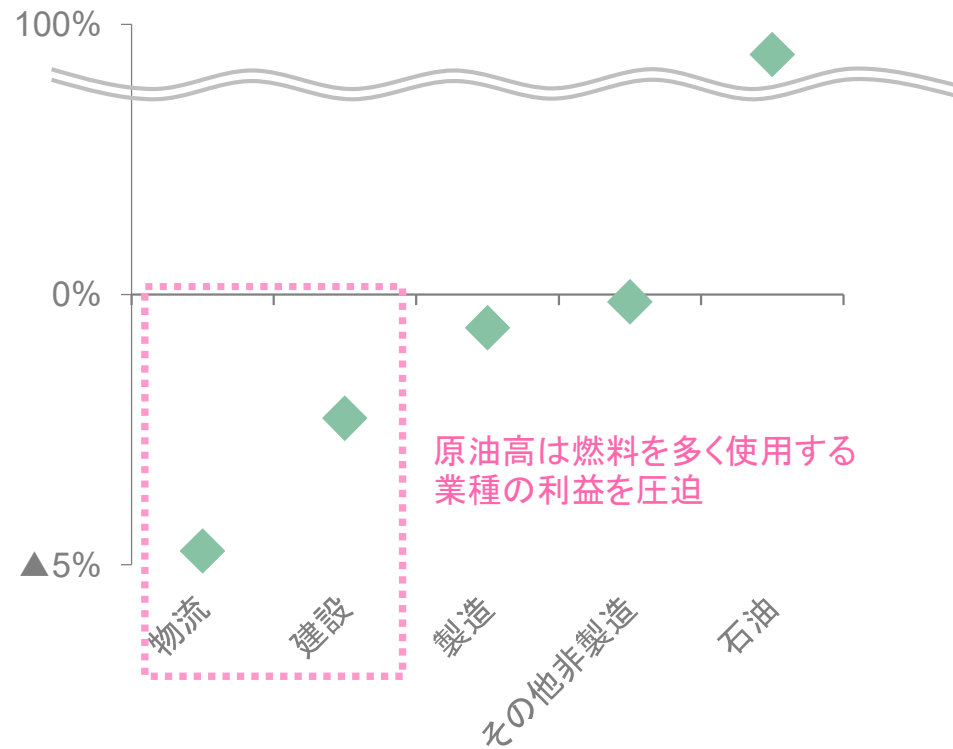 100%
0%
原油高は燃料を多く使用する
業種の利益を圧迫
▲5%
物流
建設
製造
その他非製造
石油